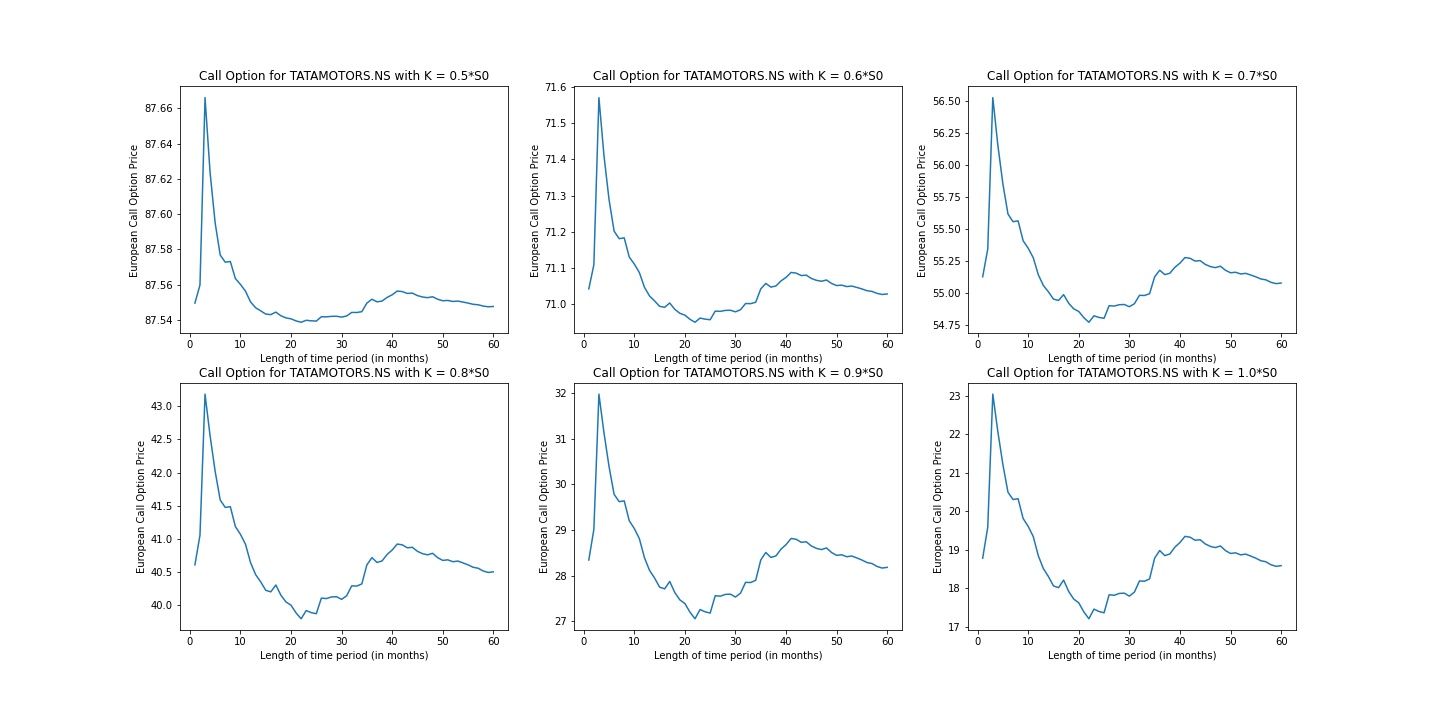 Call Option for TATAMOTORS.NS with K = 0.5*S0
87.66
87.64
87.62
87.60
87.58
87.56
87.54
European Call Option Price
0 10 20 30 40 50 60
Length of time period (in months)
Call Option for TATAMOTORS.NS with K = 0.6*S0
71.6
71.5
71.4
71.3
71.2
71.1
71.0
European Call Option Price
0 10 20 30 40 50 60
Length of time period (in months)
Call Option for TATAMOTORS.NS with K = 0.7*S0
56.50
56.25
56.00
55.75
55.50
55.25
55.00
54.75
European Call Option Price
0 10 20 30 40 50 60
Length of time period (in months)
Call Option for TATAMOTORS.NS with K = 0.8*S0
43.0
42.5
42.0
41.5
41.0
40.5
40.0
European Call Option Price
0 10 20 30 40 50 60
Length of time period (in months)
Call Option for TATAMOTORS.NS with K = 0.9*S0
32
31
30
29
28
27
European Call Option Price
0 10 20 30 40 50 60
Length of time period (in months)
Call Option for TATAMOTORS.NS with K = 1.0*S0
23
22
21
20
19
18
17
European Call Option Price
0 10 20 30 40 50 60
Length of time period (in months)